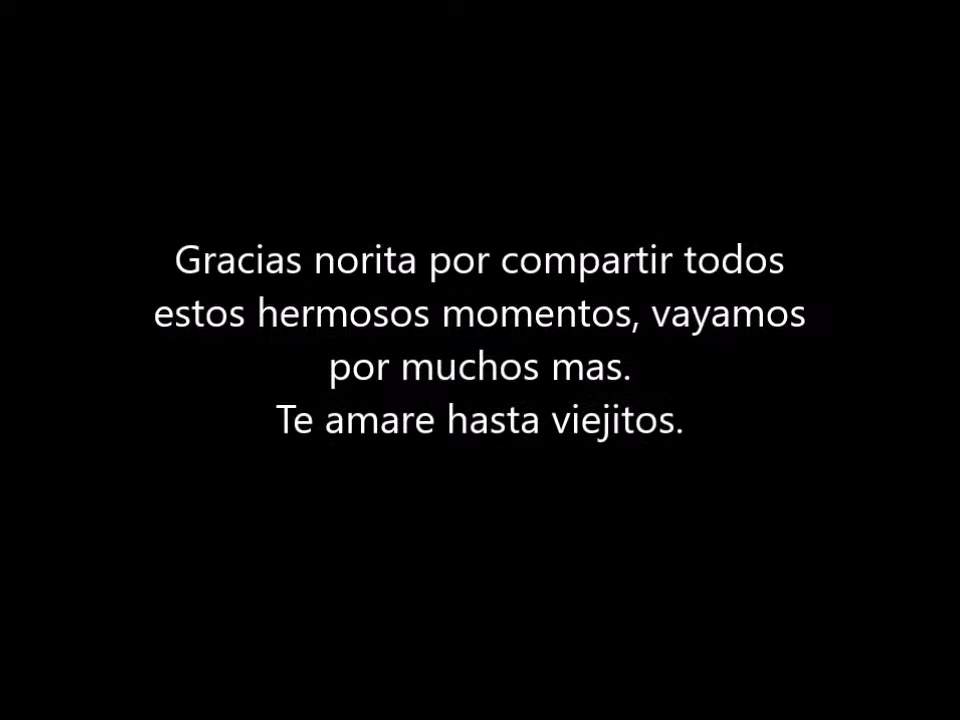 Gracias norita por compartir todos
estos hermosos momentos, vayamos
por muchos mas.
Te amare hasta viejitos.